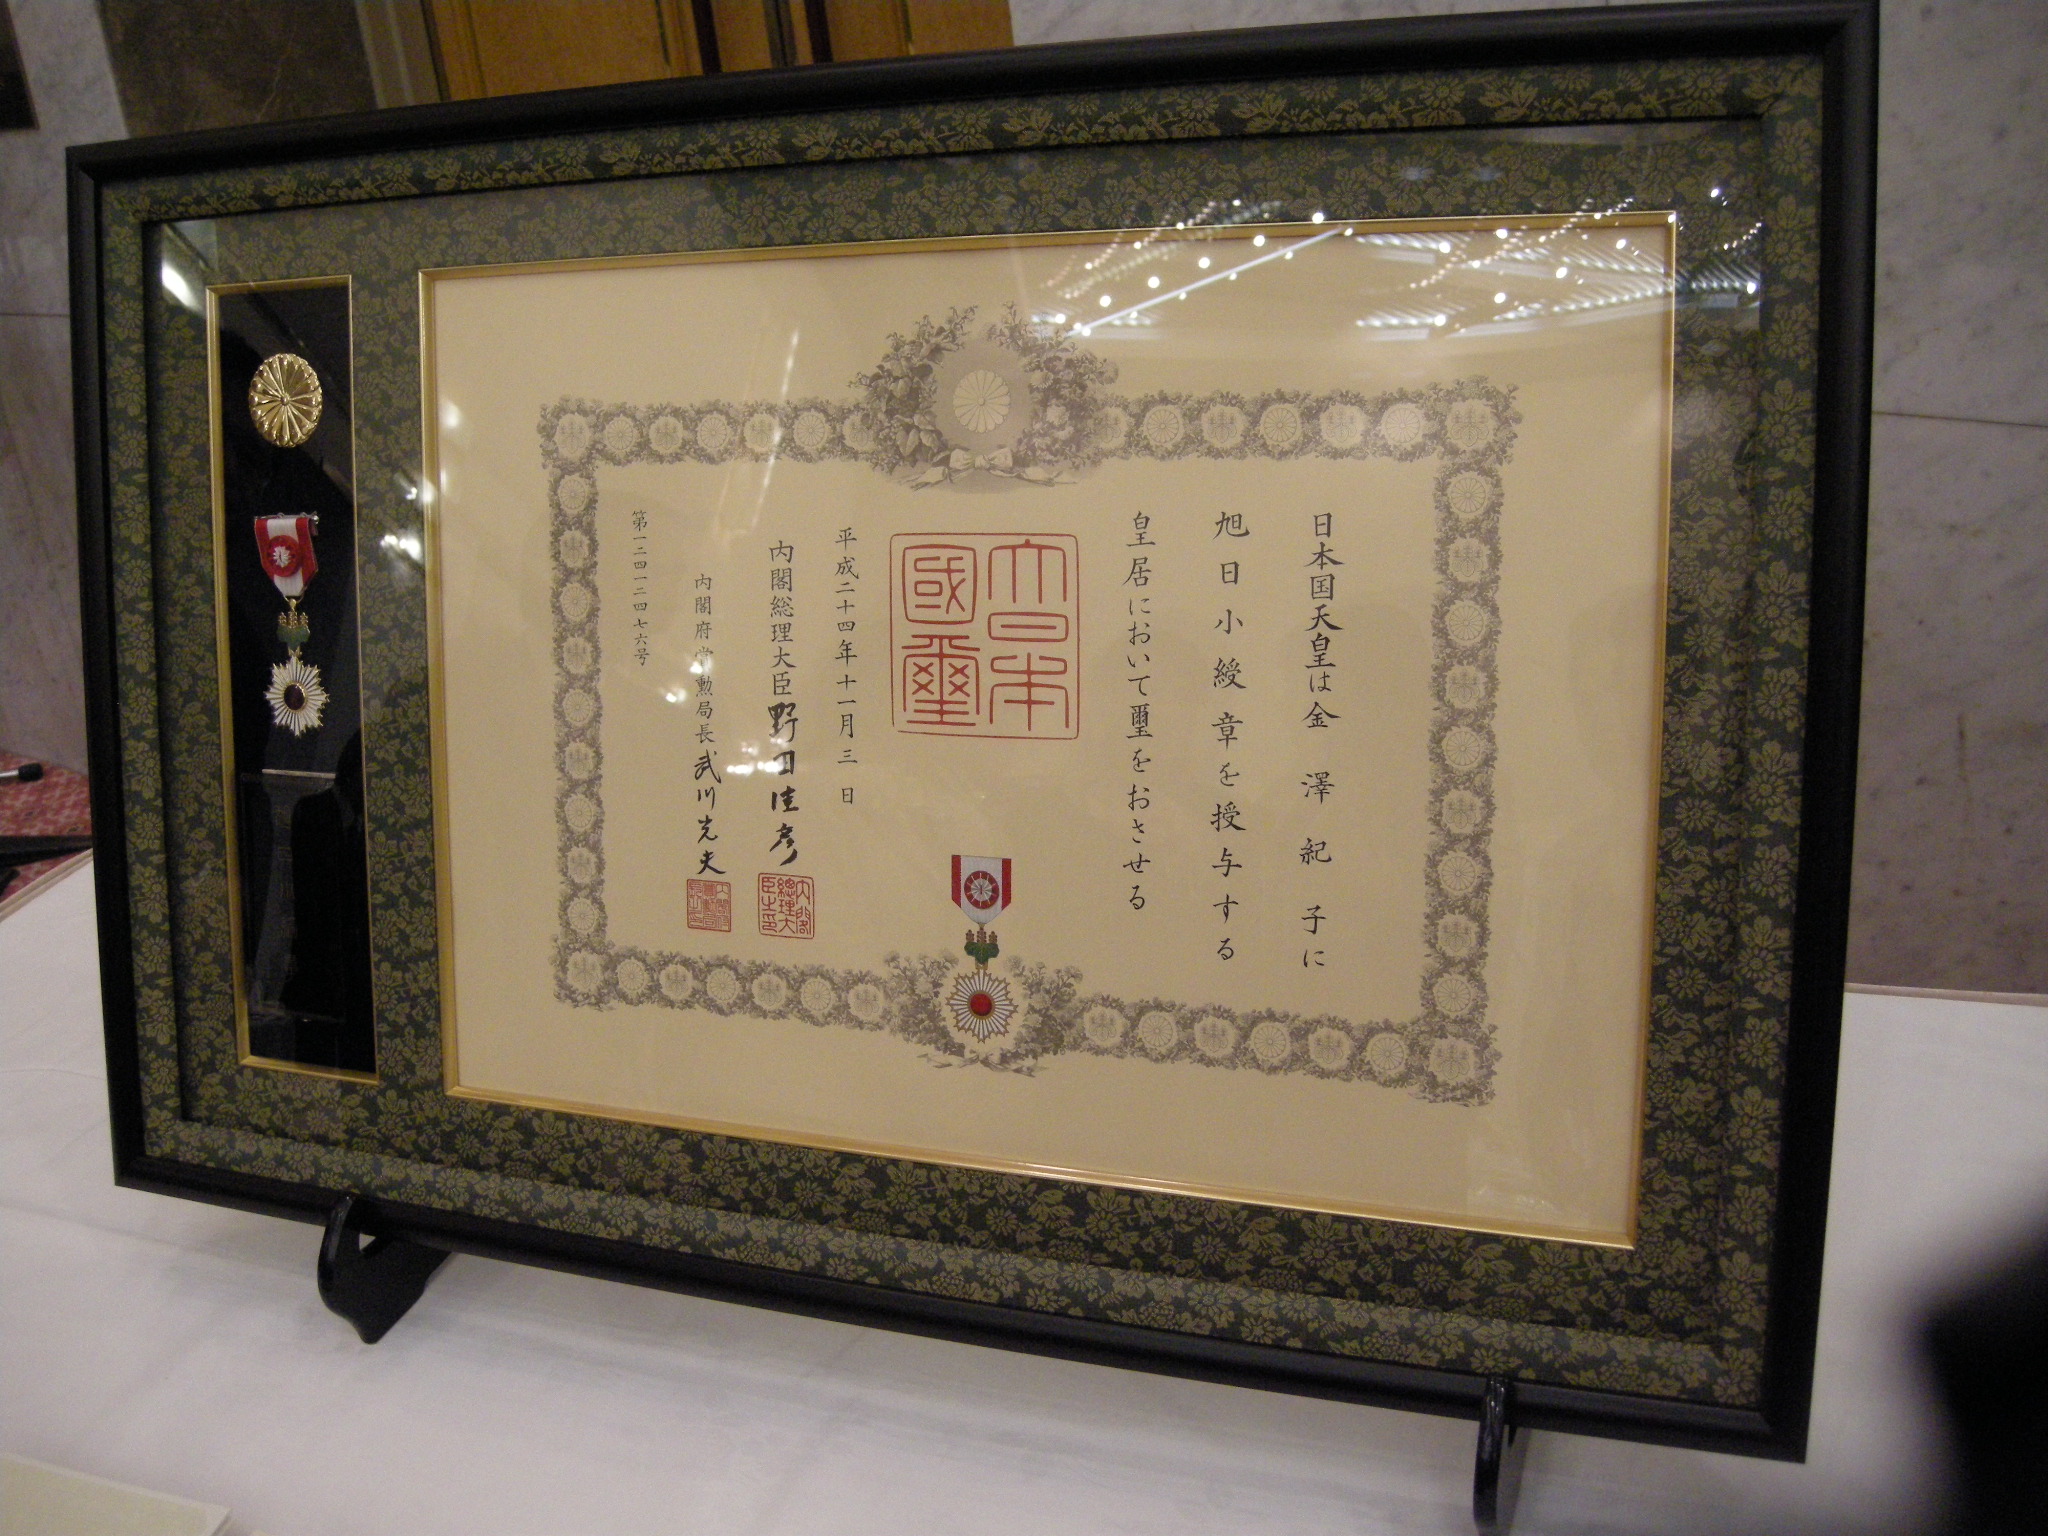 日本国天皇は金澤紀子に
旭日小綬章を授与する
皇居において璽をおさせる
大日本國璽
平成二十四年十一月三日
内閣総理大臣野田佳彦
内閣総理大臣之印
内閣府賞勲局長武川光夫
第一二四一二四七六号